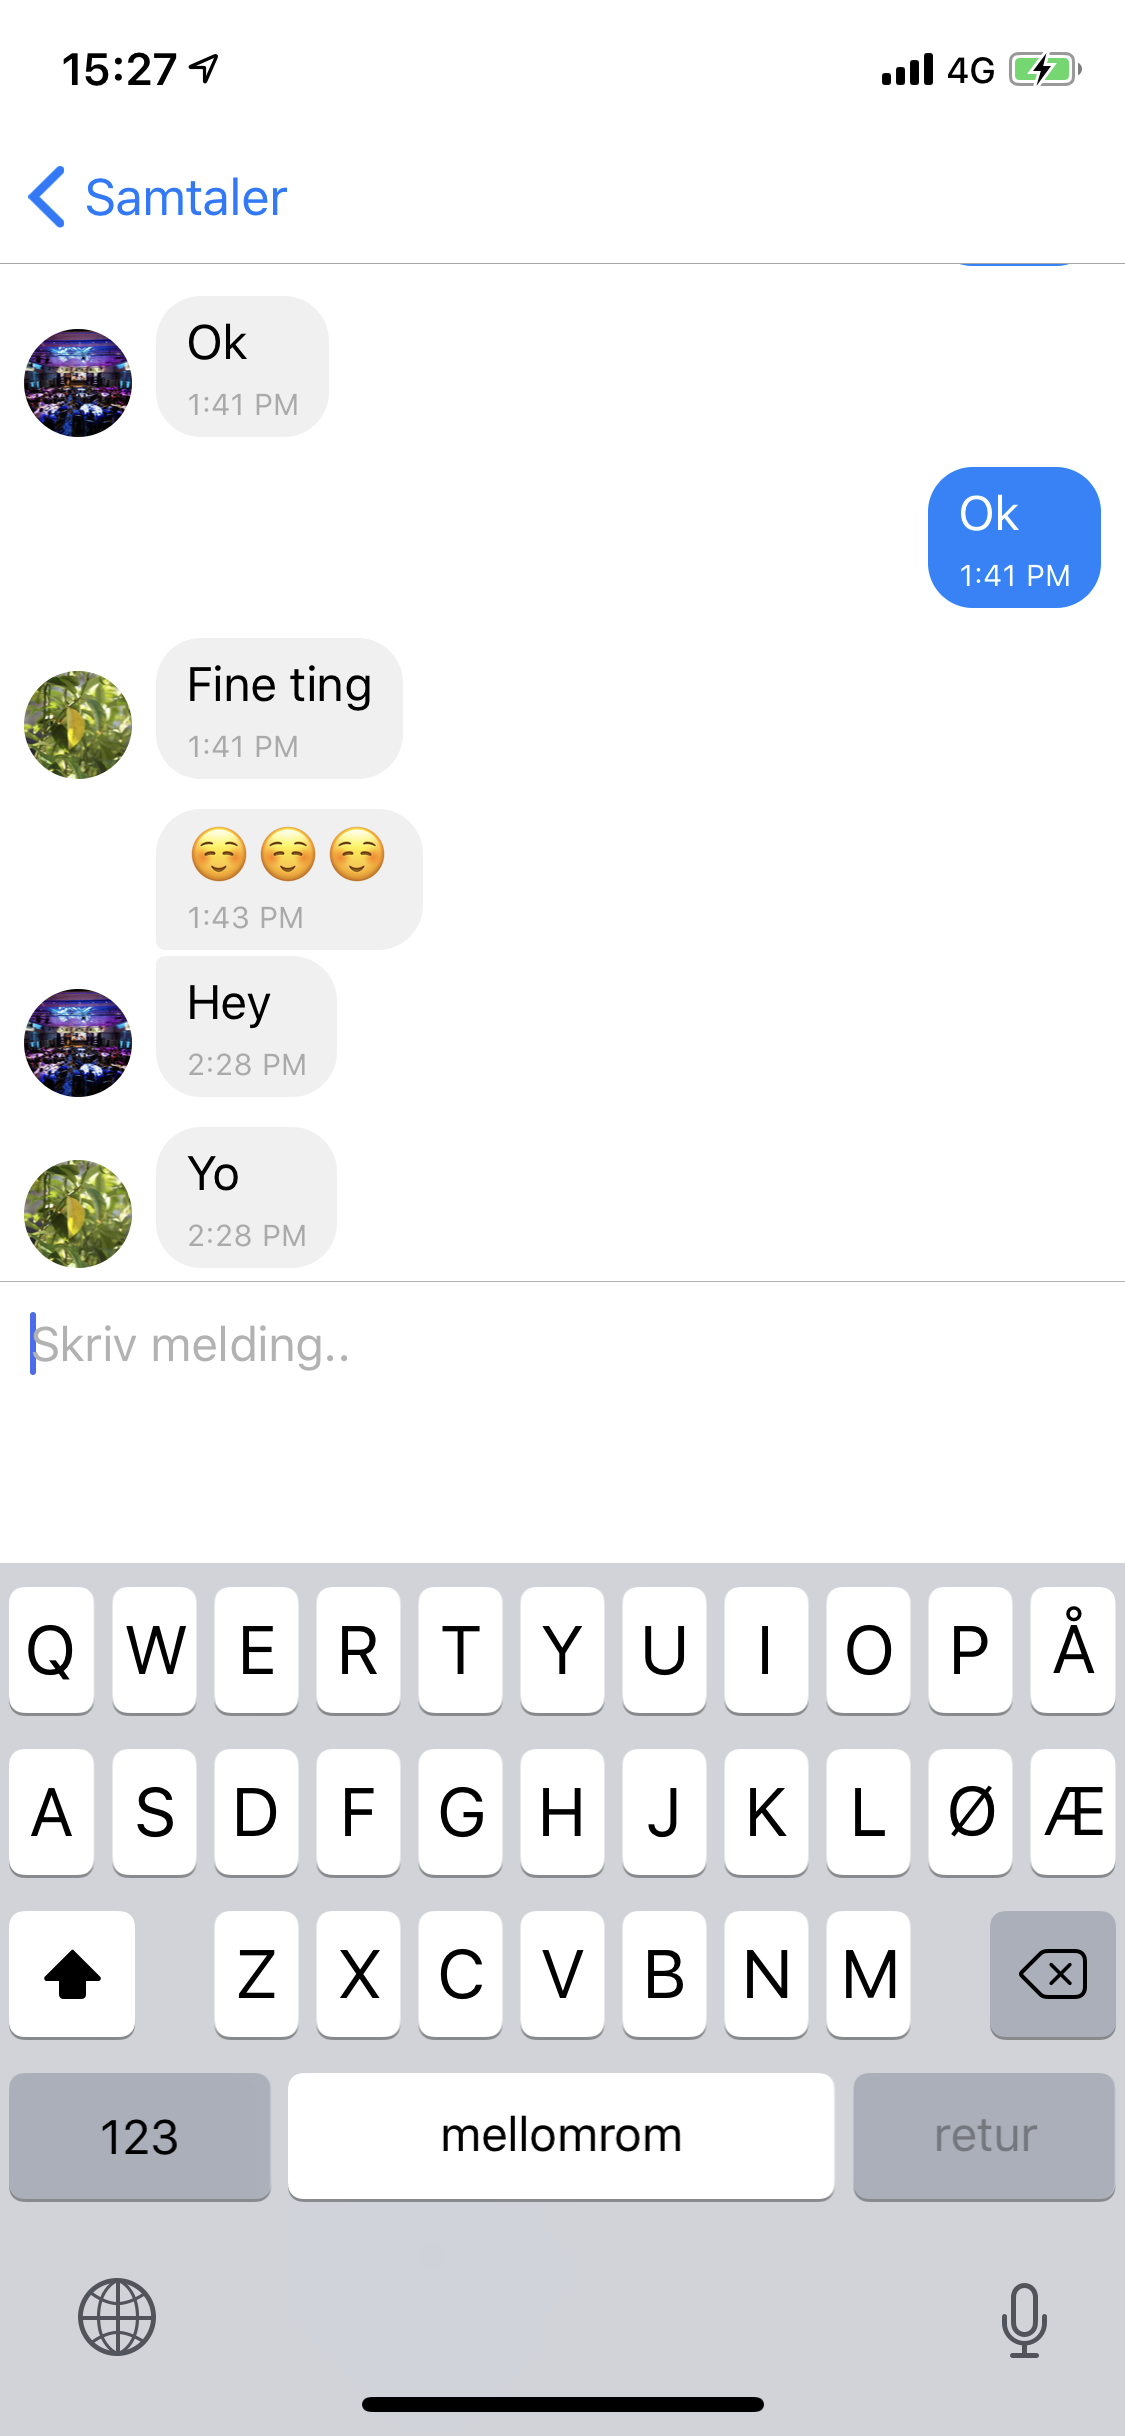 15:27
4G
Samtaler
Ok
1:41 PM
Ok
1:41 PM
Fine ting
1:41 PM
☺️☺️☺️
1:43 PM
Hey
2:28 PM
Yo
2:28 PM
Skriv melding..
Q W E R T Y U I O P Å
A S D F G H J K L Ø Æ
Z X C V B N M
123 mellomrom retur